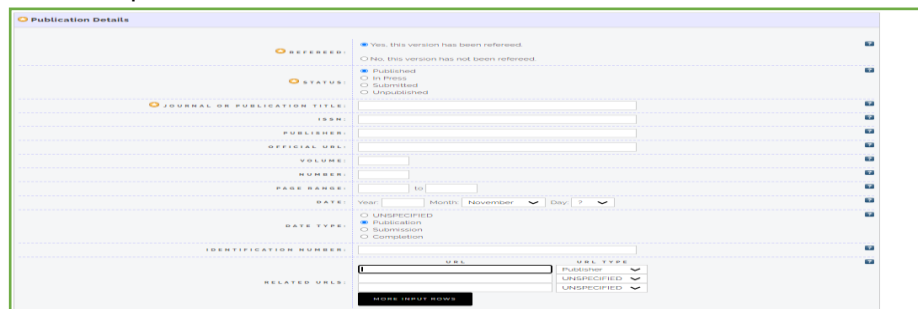 Publication Details
REFEREED:
Yes, this version has been refereed.
No, this version has not been refereed.
STATUS:
Published
In Press
Submitted
Unpublished
JOURNAL OR PUBLICATION TITLE:
ISSN:
PUBLISHER:
OFFICIAL URL:
VOLUME:
NUMBER:
PAGE RANGE: to
DATE: Year: Month: November Day: ?
DATE TYPE:
UNSPECIFIED
Publication
Submission
Completion
IDENTIFICATION NUMBER:
URL URL TYPE
Publisher
RELATED URLS: UNSPECIFIED
UNSPECIFIED
MORE INPUT ROWS